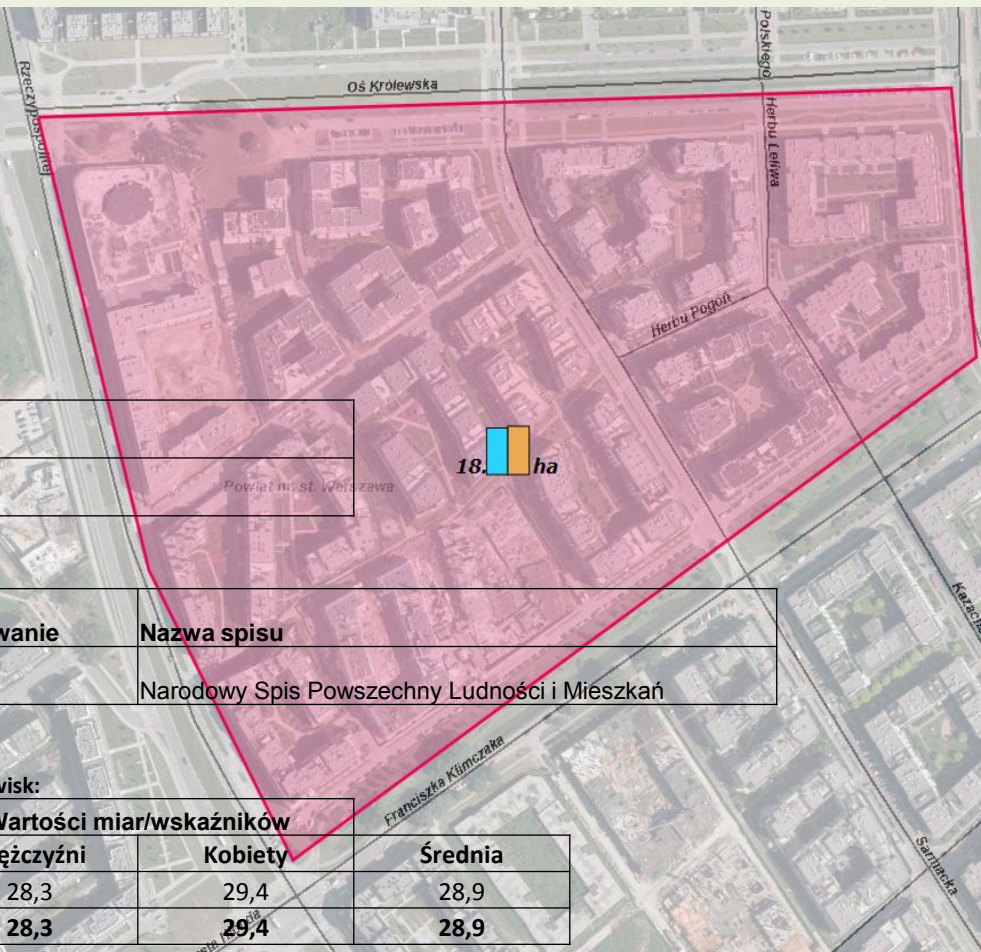 Oś Królewska
Rzeczypospolitej
Polskiego
Herbu Leliwa
Herbu Pogoń
18.
ha
Powiat m. st. Warszawa
wanie
Nazwa spisu
Narodowy Spis Powszechny Ludności i Mieszkań
Franciszka Klimczaka
Sarmacka
wisk:
Wartości miar/wskaźników
ężczyźni Kobiety Średnia
28,3 29,4 28,9
28,3 29,4 28,9